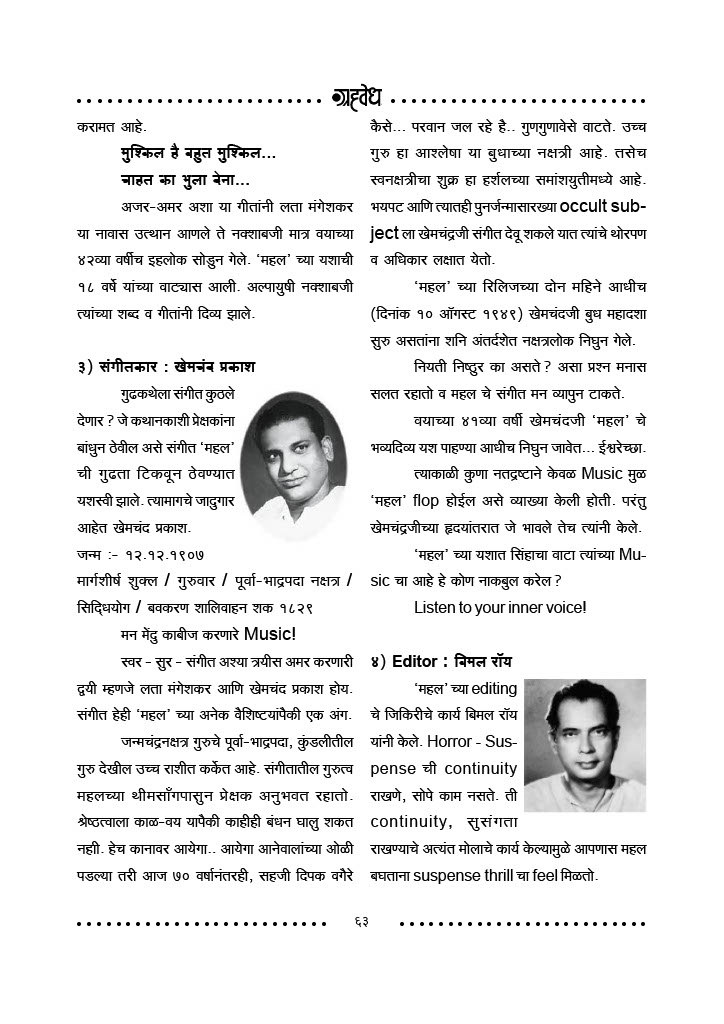 ग्रहवेध
करामत आहे.
मुश्किल है बहुत मुश्किल...
चाहत का भुला देना...
अजर-अमर अशा या गीतांनी लता मंगेशकर
या नावास उत्थान आणले ते नक्शाबजी मात्र वयाच्या
४२व्या वर्षीच इहलोक सोडुन गेले. ‘महल’ च्या यशाची
१८ वर्षे यांच्या वाट्यास आली. अल्पायुषी नक्शाबजी
त्यांच्या शब्द व गीतांनी दिव्य झाले.
३) संगीतकार : खेमचंद प्रकाश
गुढकथेला संगीत कुठले
देणार ? जे कथानकाशी प्रेक्षकांना
बांधुन ठेवील असे संगीत ‘महल’
ची गुढता टिकवून ठेवण्यात
यशस्वी झाले. त्यामागचे जादुगार
आहेत खेमचंद प्रकाश.
जन्म :- १२.१२.१९०७
मार्गशीर्ष शुक्ल / गुरुवार / पूर्वा-भाद्रपदा नक्षत्र /
सिद्धियोग / बवकरण शालिवाहन शक १८२९
मन मेंदु काबीज करणारे Music!
स्वर - सुर - संगीत अश्या त्रयीस अमर करणारी
द्वयी म्हणजे लता मंगेशकर आणि खेमचंद प्रकाश होय.
संगीत हेही ‘महल’ च्या अनेक वैशिष्टयांपैकी एक अंग.
जन्मचंद्रनक्षत्र गुरुचे पूर्वा-भाद्रपदा, कुंडलीतील
गुरु देखील उच्च राशीत कर्केत आहे. संगीतातील गुरुत्व
महलच्या थीमसाँगपासुन प्रेक्षक अनुभवत रहातो.
श्रेष्ठत्वाला काळ-वय यापैकी काहीही बंधन घालु शकत
नहाी. हेच कानावर आयेगा.. आयेगा आनेवालांच्या ओळी
पडल्या तरी आज ७० वर्षानंतरही, सहजी दिपक वगैरे
कैसे... परवान जल रहे है.. गुणगुणावेसे वाटते. उच्च
गुरु हा आश्लेषा या बुधाच्या नक्षत्री आहे. तसेच
स्वनक्षत्रीचा शुक्र हा हर्शलच्या समांशयुतीमध्ये आहे.
भयपट आणि त्यातही पुनर्जन्मासारख्या occult sub-
ject ला खेमचंद्रजी संगीत देवू शकले यात त्यांचे थोरपण
व अधिकार लक्षात येतो.
‘महल’ च्या रिलिजच्या दोन महिने आधीच
(दिनांक १० ऑगस्ट १९४९) खेमचंदजी बुध महादशा
सुरु असतांना शनि अंतर्दशेत नक्षत्रलोक निघुन गेले.
नियती निष्ठुर का असते ? असा प्रश्न मनास
सलत रहातो व महल चे संगीत मन व्यापुन टाकते.
वयाच्या ४१व्या वर्षी खेमचंदजी ‘महल’ चे
भव्यदिव्य यश पाहण्या आधीच निघुन जावेत... ईश्वरेच्छा.
त्याकाळी कुणा नतद्रष्टाने केवळ Music मुळ
‘महल’ flop होईल असे व्याख्या केली होती. परंतु
खेमचंद्रजीच्या हृदयांतरात जे भावले तेच त्यांनी केले.
‘महल’ च्या यशात सिंहाचा वाटा त्यांच्या Mu-
sic चा आहे हे कोण नाकबुल करेल ?
Listen to your inner voice!
४) Editor : बिमल रॉय
‘महल’ च्या editing
चे जिकिरीचे कार्य बिमल रॉय
यांनी केले. Horror - Sus-
pense ची continuity
राखणे, सोपे काम नसते. ती
continuity, सुसंगता
राखण्याचे अत्यंत मोलाचे कार्य केल्यामुळे आपणास महल
बघताना suspense thrill चा feel मिळतो.
६३